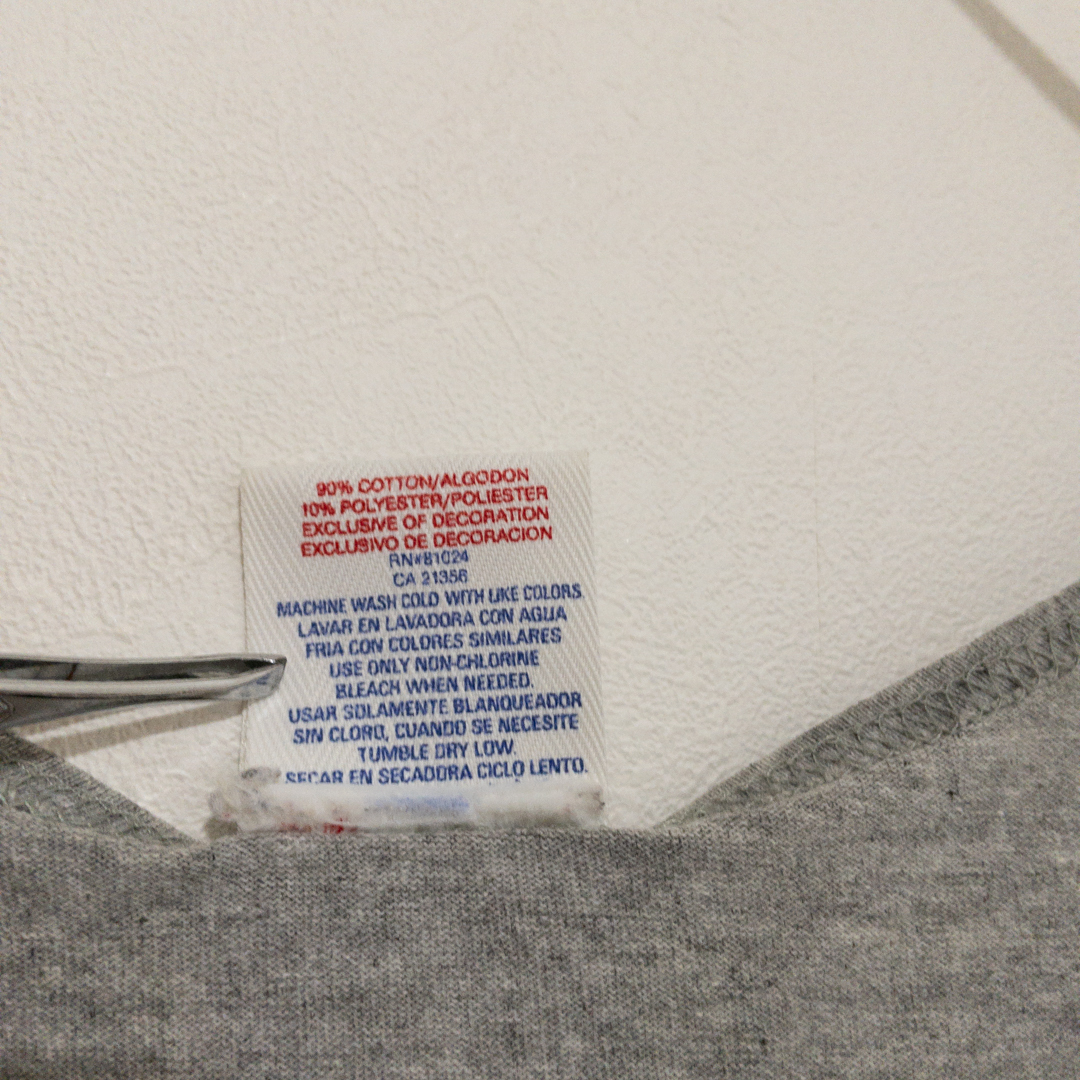 90% COTTON/ALGODON
10% POLYESTER/POLIESTER
EXCLUSIVE OF DECORATION
EXCLUSIVO DE DECORACION
RN#81024
CA 21356
MACHINE WASH COLD WITH LIKE COLORS
LAVAR EN LAVADORA CON AGUA
FRIA CON COLORES SIMILARES
USE ONLY NON-CHLORINE
BLEACH WHEN NEEDED.
USAR SOLAMENTE BLANQUEADOR
SIN CLORO, CUANDO SE NECESITE
TUMBLE DRY LOW.
SECAR EN SECADORA CICLO LENTO.